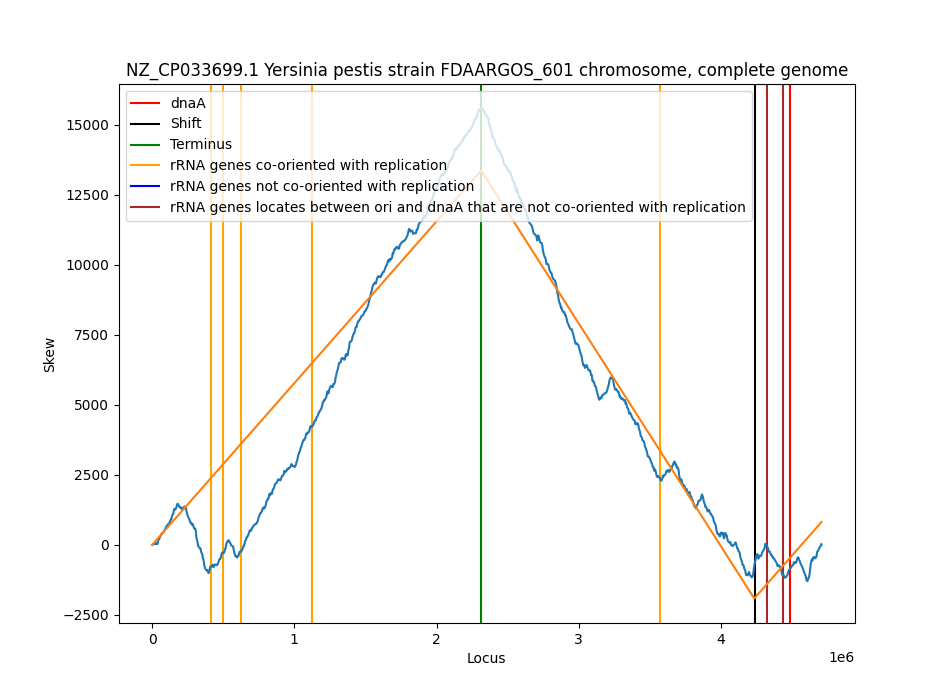 NZ_CP033699.1 Yersinia pestis strain FDAARGOS_601 chromosome, complete genome
dnaA
Shift
Terminus
rRNA genes co-oriented with replication
rRNA genes not co-oriented with replication
rRNA genes locates between ori and dnaA that are not co-oriented with replication
15000
12500
10000
7500
5000
2500
0
−2500
Skew
0
1
2
3
4
1e6
Locus